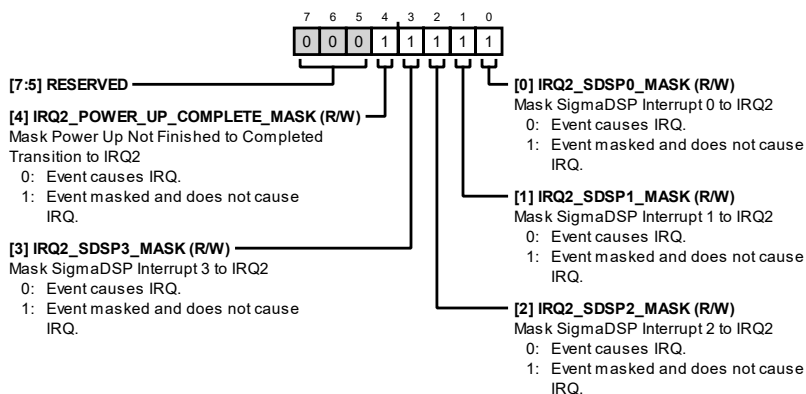 7 6 5 4 3 2 1 0
0 0 0 1 1 1 1 1
[7:5] RESERVED
[4] IRQ2_POWER_UP_COMPLETE_MASK (R/W)
Mask Power Up Not Finished to Completed
Transition to IRQ2
0: Event causes IRQ.
1: Event masked and does not cause
IRQ.
[3] IRQ2_SDSP3_MASK (R/W)
Mask SigmaDSP Interrupt 3 to IRQ2
0: Event causes IRQ.
1: Event masked and does not cause
IRQ.
[0] IRQ2_SDSP0_MASK (R/W)
Mask SigmaDSP Interrupt 0 to IRQ2
0: Event causes IRQ.
1: Event masked and does not cause
IRQ.
[1] IRQ2_SDSP1_MASK (R/W)
Mask SigmaDSP Interrupt 1 to IRQ2
0: Event causes IRQ.
1: Event masked and does not cause
IRQ.
[2] IRQ2_SDSP2_MASK (R/W)
Mask SigmaDSP Interrupt 2 to IRQ2
0: Event causes IRQ.
1: Event masked and does not cause
IRQ.